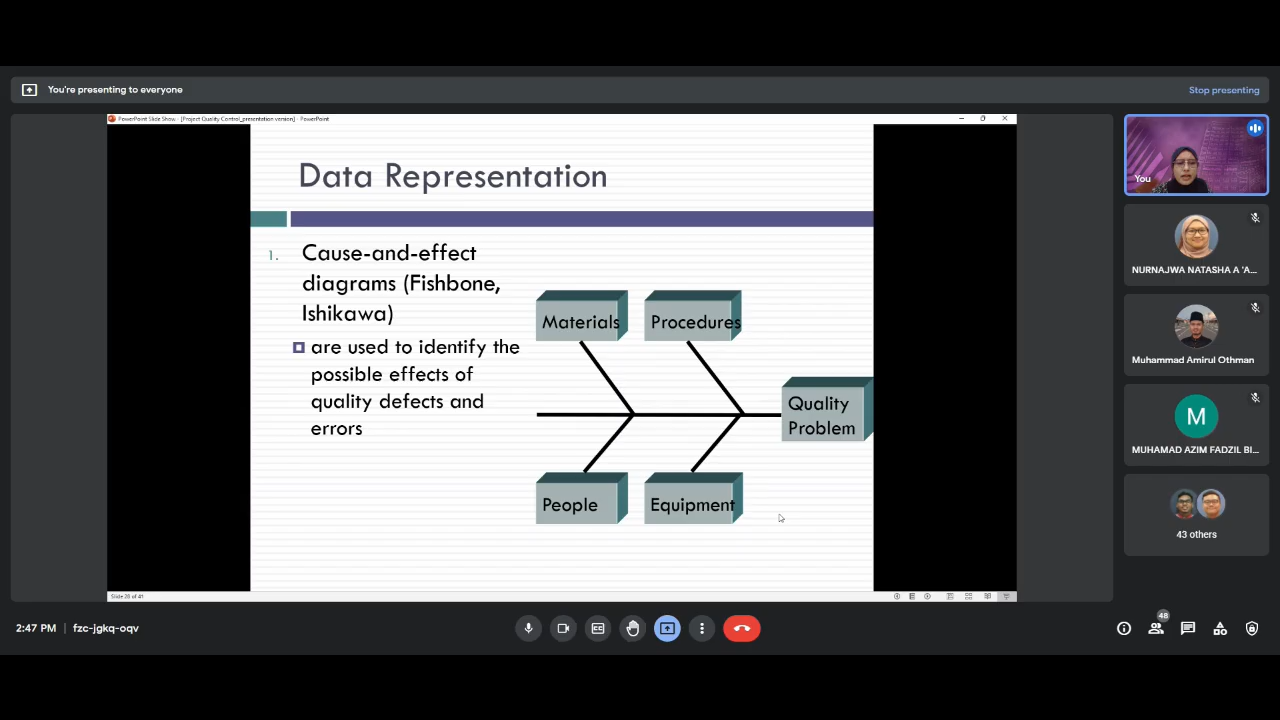 You're presenting to everyone
Stop presenting
PowerPoint Slide Show - [Project Quality Control_presentation version] - PowerPoint
Data Representation
1. Cause-and-effect
diagrams (Fishbone,
Ishikawa)
are used to identify the
possible effects of
quality defects and
errors
Materials
Procedures
Quality
Problem
People
Equipment
Slide 20 of 41
You
NURNAJWA NATASHA A 'A...
Muhammad Amirul Othman
M
MUHAMAD AZIM FADZIL BI...
43 others
2:47 PM | fzc-jgkq-oqv
48